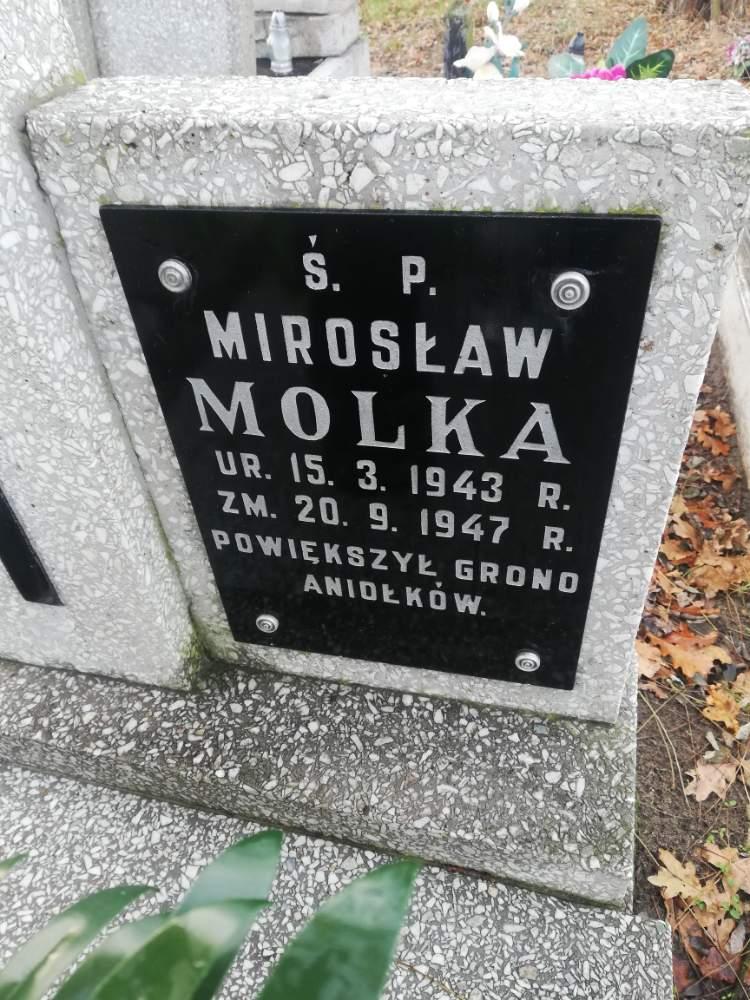 Ś. P.
MIROSŁAW
MOLKA
UR. 15. 3. 1943 R.
ZM. 20. 9. 1947 R.
POWIĘKSZYŁ GRONO
ANIOŁKÓW.